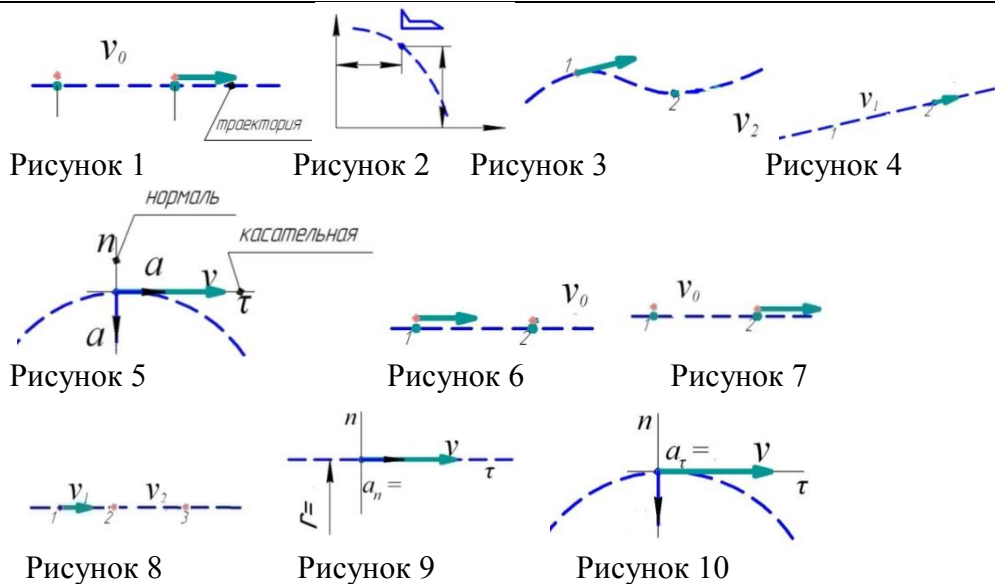 v₀
траектория
1
2
v₂
v₁
1
2
Рисунок 1 Рисунок 2 Рисунок 3 Рисунок 4
нормаль
касательная
n
a
v
τ
a
v₀
1
2
v₀
1
2
Рисунок 5 Рисунок 6 Рисунок 7
n
v
τ
aₙ =
r=
n
a_τ =
v
τ
v₁
v₂
1
2
3
Рисунок 8 Рисунок 9 Рисунок 10